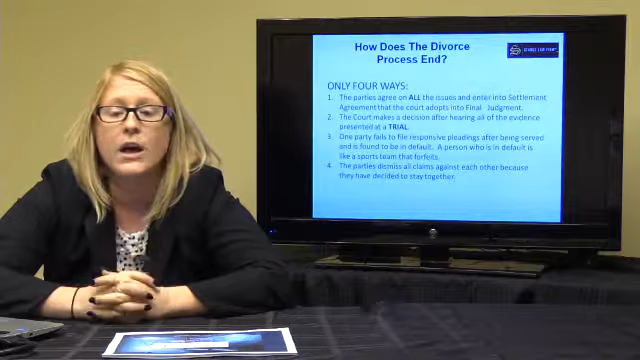 How Does The Divorce
Process End?
ONLY FOUR WAYS:
1. The parties agree on ALL the issues and enter into Settlement
Agreement that the court adopts into Final Judgment.
2. The Court makes a decision after hearing all of the evidence
presented at a TRIAL.
3. One party fails to file responsive pleadings after being served
and is found to be in default. A person who is in default is
like a sports team that forfeits.
4. The parties dismiss all claims against each other because
they have decided to stay together.